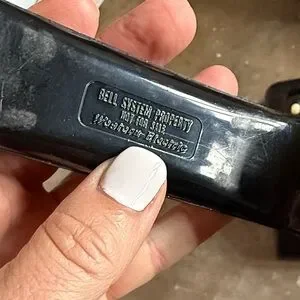 BELL SYSTEM PROPERTY
NOT FOR SALE
Western Electric